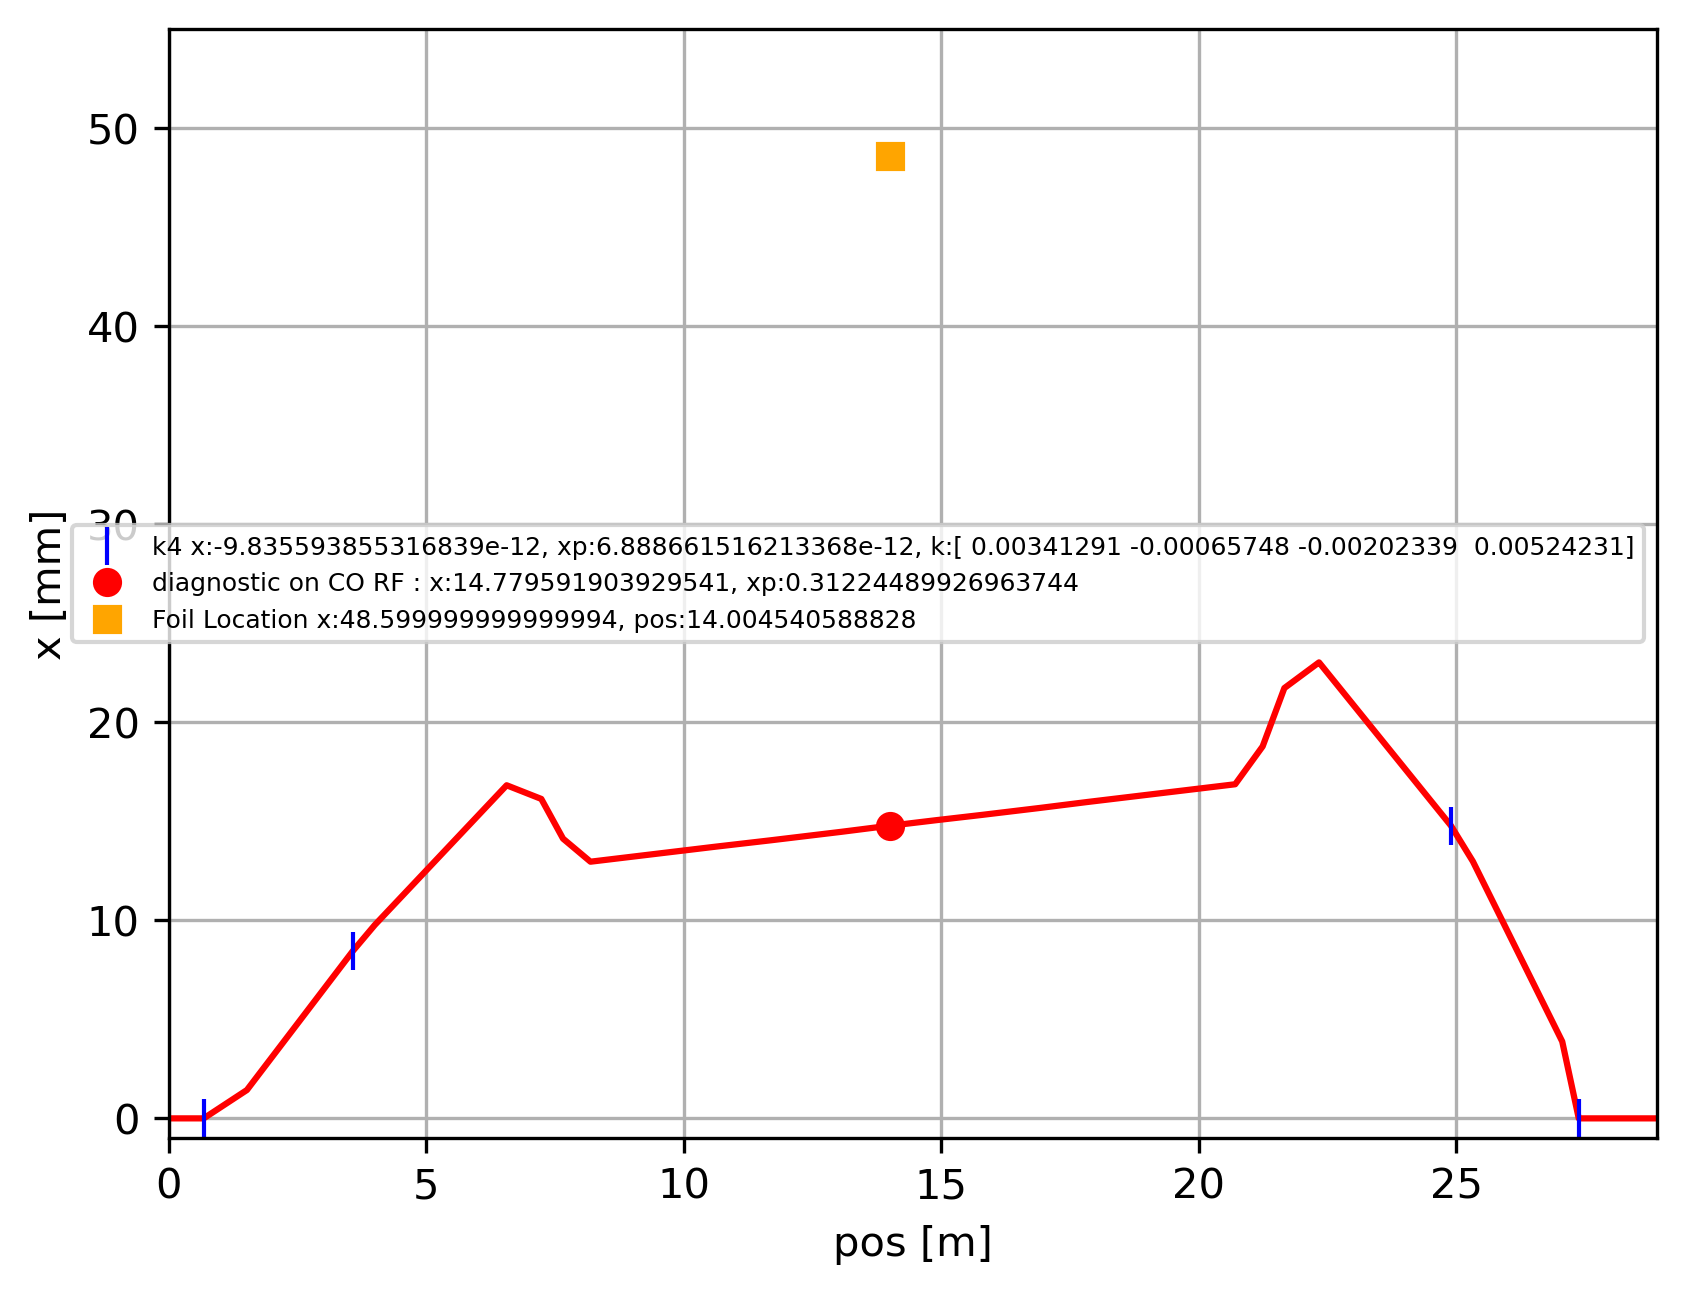 50
40
30
20
10
0
x [mm]
k4 x:-9.835593855316839e-12, xp:6.888661516213368e-12, k:[ 0.00341291 -0.00065748 -0.00202339  0.00524231]
diagnostic on CO RF : x:14.779591903929541, xp:0.31224489926963744
Foil Location x:48.599999999999994, pos:14.004540588828
0 5 10 15 20 25
pos [m]